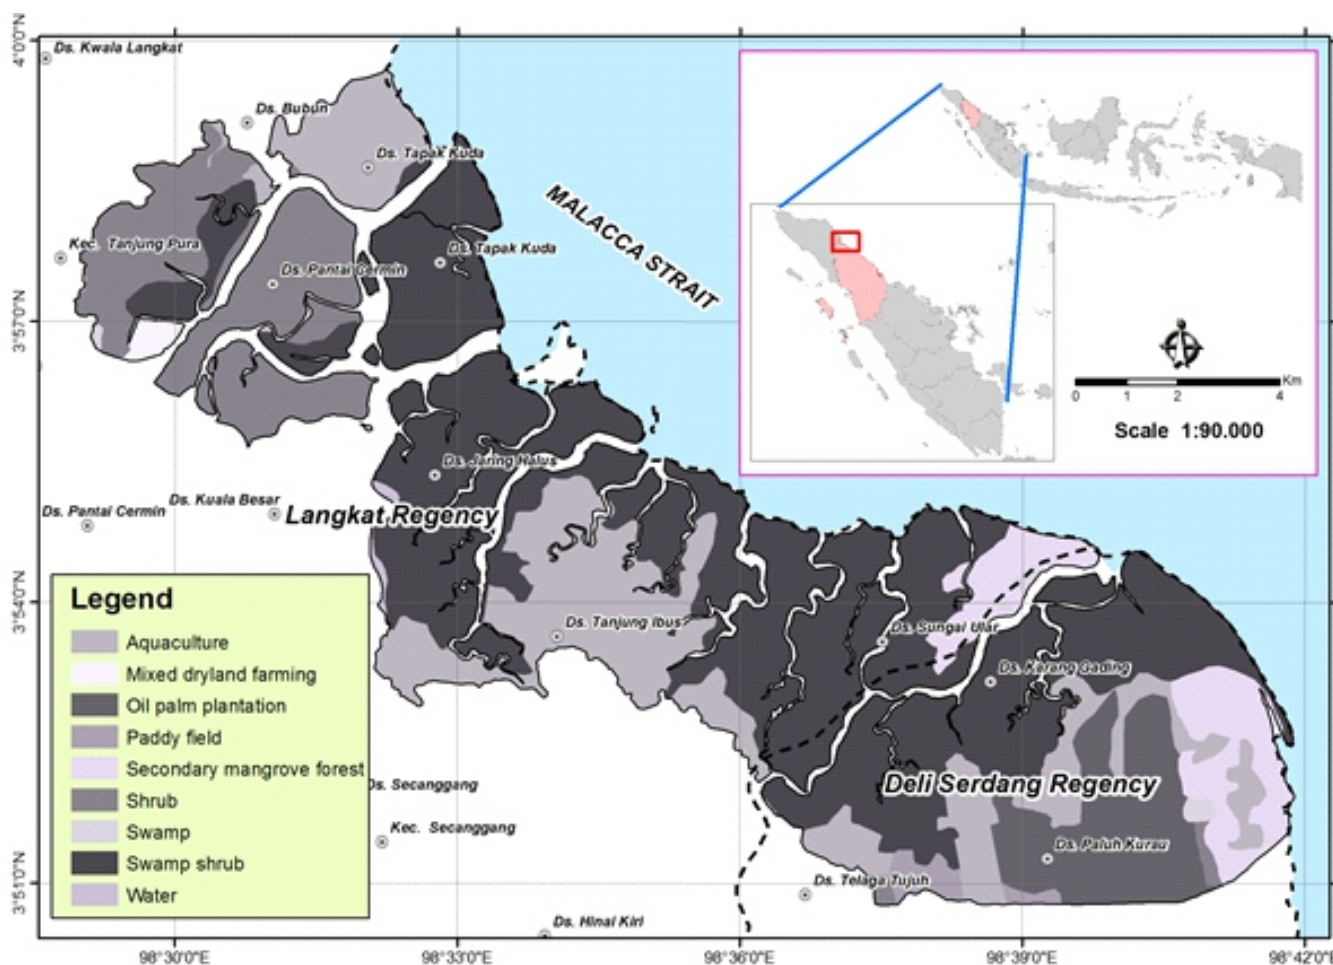 4°0'0"N
Ds. Kwala Langkat
Ds. Bubun
Ds. Tapak Kuda
MALACCA STRAIT
Kec. Tanjung Pura
Ds. Tapak Kuda
Ds. Pantai Cermin
3°57'0"N
Km
0 1 2 4
Scale 1:90.000
Ds. Jaring Halus
Ds. Kuala Besar
Ds. Pantai Cermin
Langkat Regency
3°54'0"N
Ds. Tanjung Ibus
Ds. Sungai Ular
Ds. Karang Gading
Legend
Aquaculture
Mixed dryland farming
Oil palm plantation
Paddy field
Secondary mangrove forest
Shrub
Swamp
Swamp shrub
Water
Ds. Secanggang
Deli Serdang Regency
Kec. Secanggang
Ds. Paluh Kurau
3°51'0"N
Ds. Telaga Tujuh
Ds. Hinai Kiri
98°30'0"E 98°33'0"E 98°36'0"E 98°39'0"E 98°42'0"E